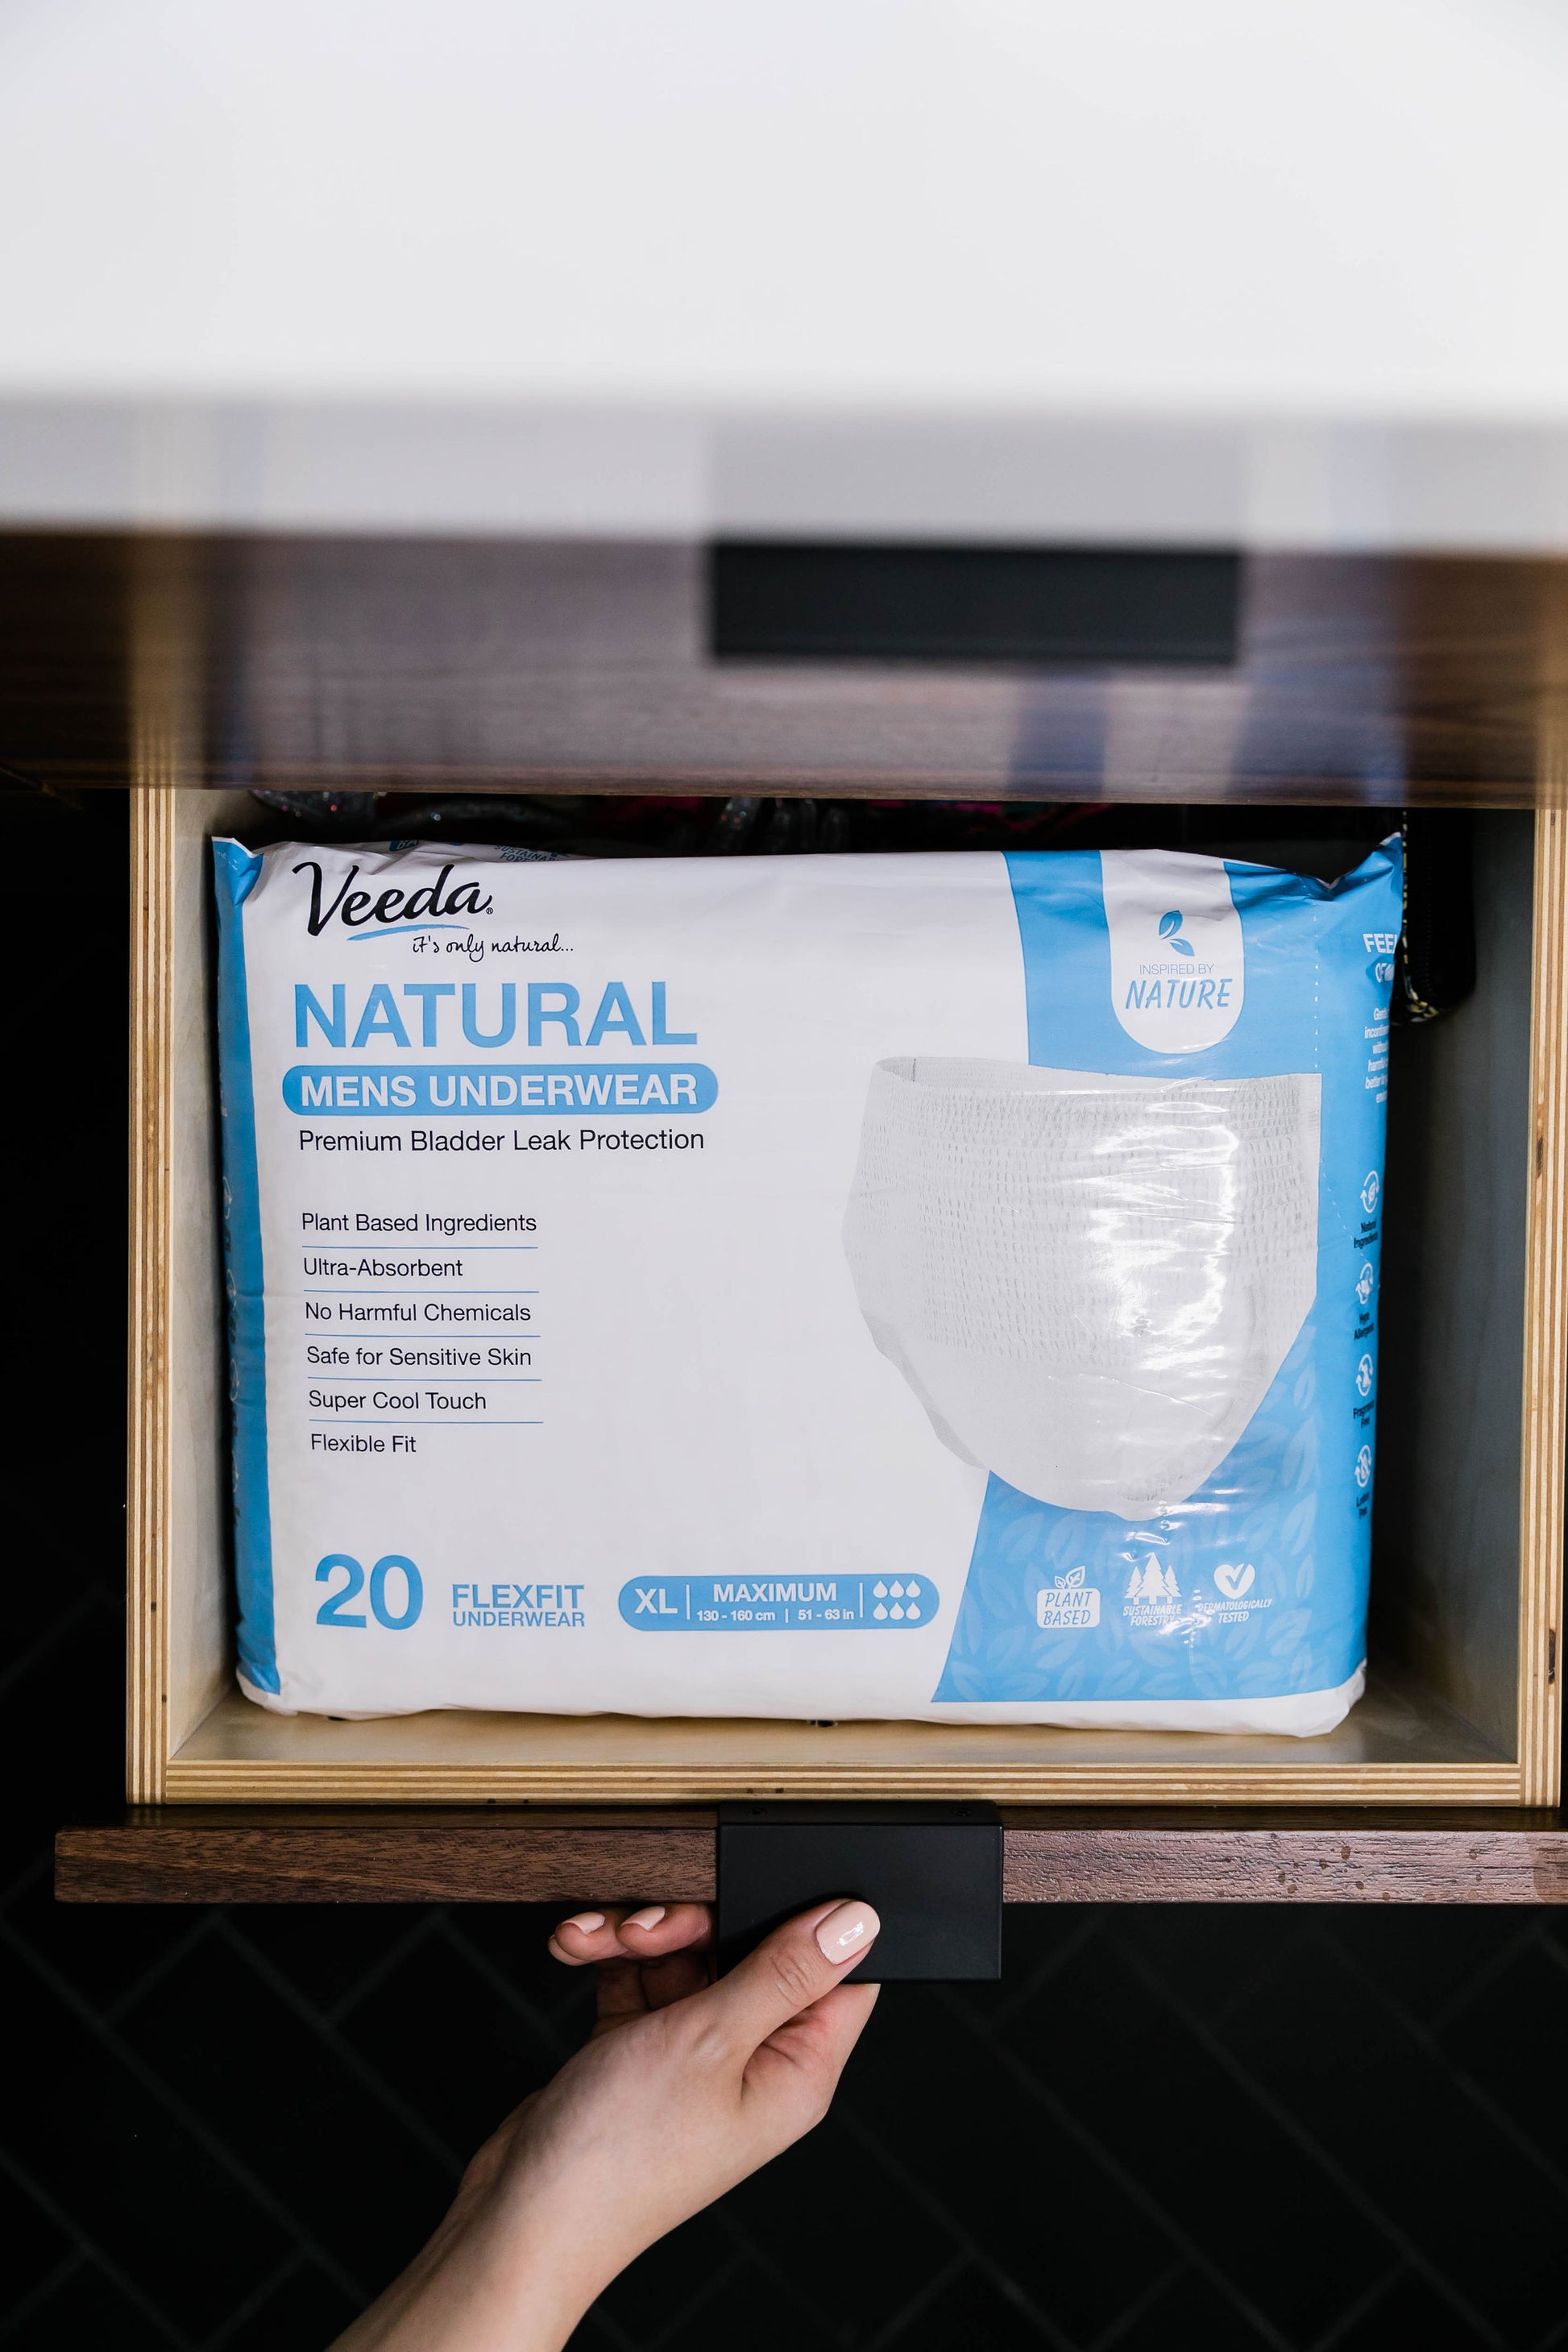 Veeda
it's only natural...
NATURAL
MENS UNDERWEAR
Premium Bladder Leak Protection
Plant Based Ingredients
Ultra-Absorbent
No Harmful Chemicals
Safe for Sensitive Skin
Super Cool Touch
Flexible Fit
20
FLEXFIT
UNDERWEAR
XL
MAXIMUM
130 - 160 cm | 51 - 63 in
INSPIRED BY
NATURE
PLANT
BASED
SUSTAINABLE
FORESTRY
DERMATOLOGICALLY
TESTED